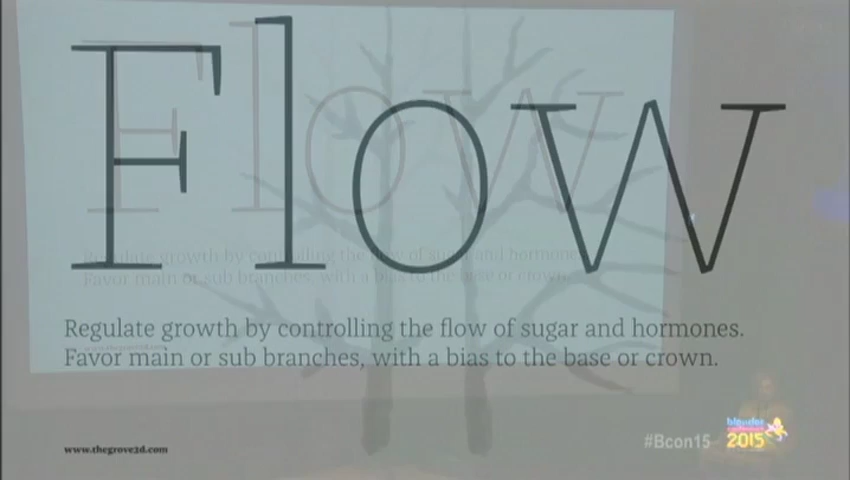 Flow
Regulate growth by controlling the flow of sugar and hormones.
Favor main or sub branches, with a bias to the base or crown.
www.thegrove3d.com
#Bcon15
2015